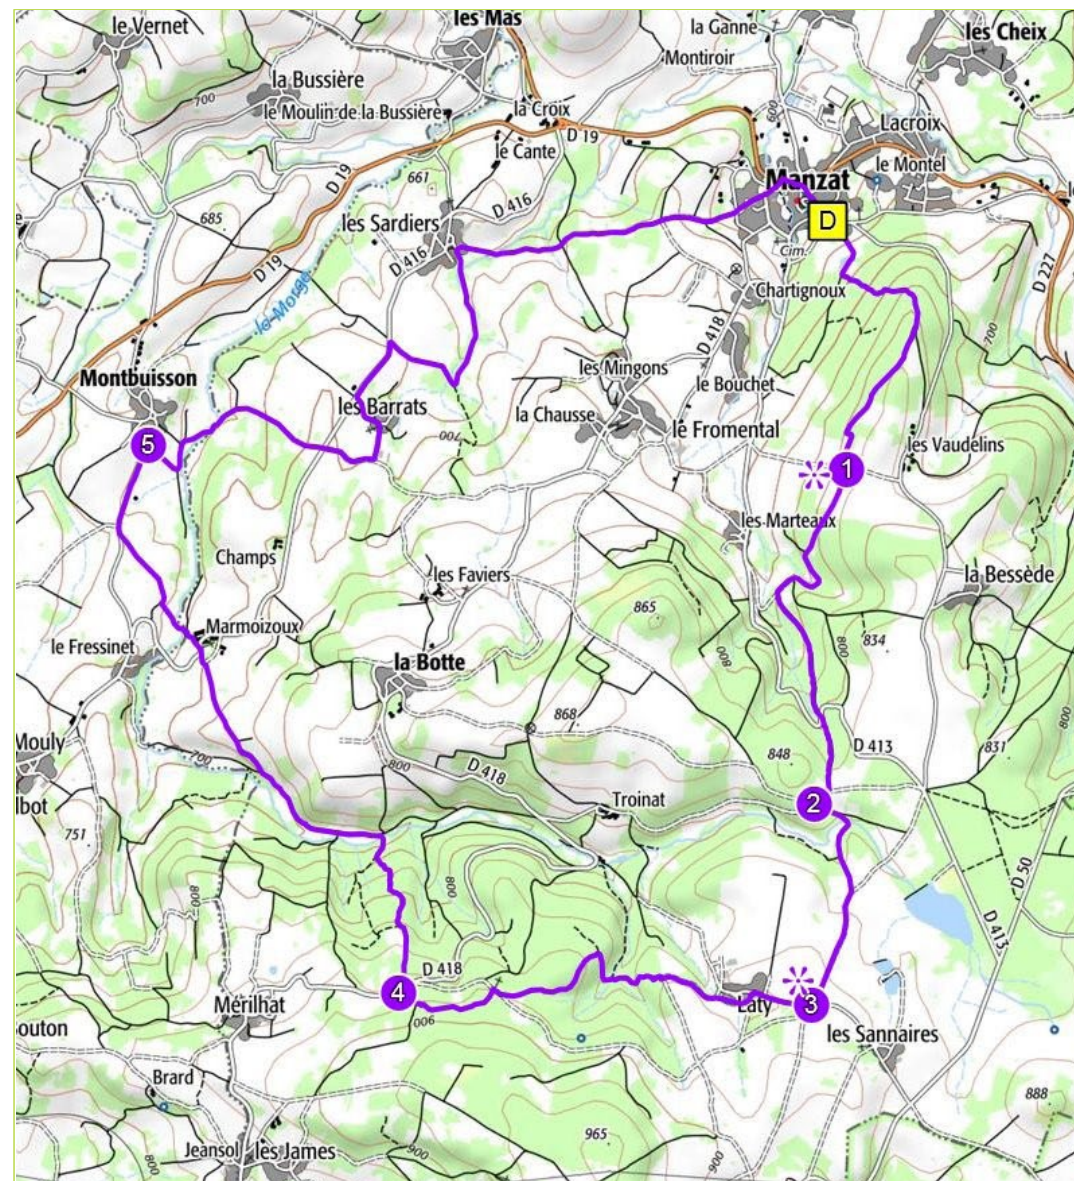 les Mas
la Ganne
le Vernet
les Cheix
Montiroir
la Bussière
700
le Moulin de la Bussière
la Croix
600
Lacroix
D 19
le Cante
le Montel
D 19
661
Manzat
D 416
685
les Sardiers
D
Cim.
D 416
D 19
D 227
la Morge
Chartignoux
D 418
700
les Mingons
Montbuisson
le Bouchet
les Barrats
la Chausse
le Fromental
700
les Vaudelins
5
1
les Marteaux
Champs
les Faviers
la Bessède
865
Marmoizoux
834
800
le Fressinet
800
la Botte
868
800
Mouly
848
D 413
831
700
800
D 418
Troinat
2
lbot
751
D 50
800
800
D 413
D 418
4
3
Mérilhat
Laty
900
outon
les Sannaires
Brard
888
965
Jeansol
les James
800
900
900